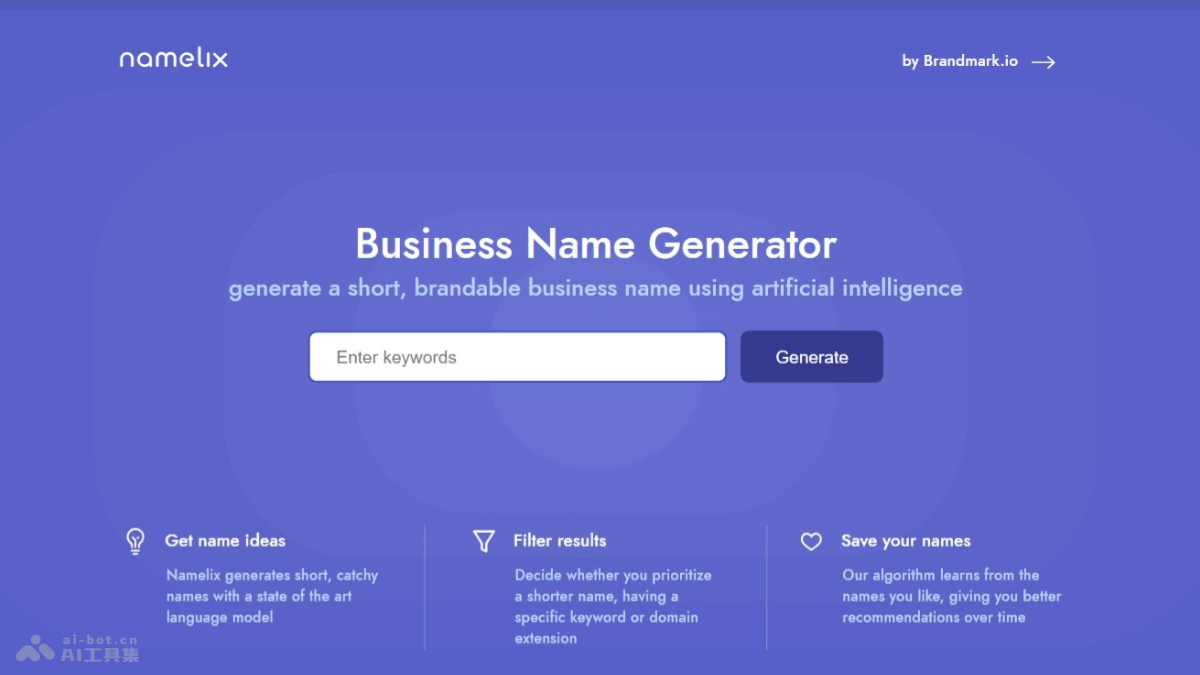 namelix
by Brandmark.io
Business Name Generator
generate a short, brandable business name using artificial intelligence
Enter keywords
Generate
Get name ideas
Namelix generates short, catchy
names with a state of the art
language model
Filter results
Decide whether you prioritize
a shorter name, having a
specific keyword or domain
extension
Save your names
Our algorithm learns from the
names you like, giving you better
recommendations over time
ai-bot.cn
AI工具集